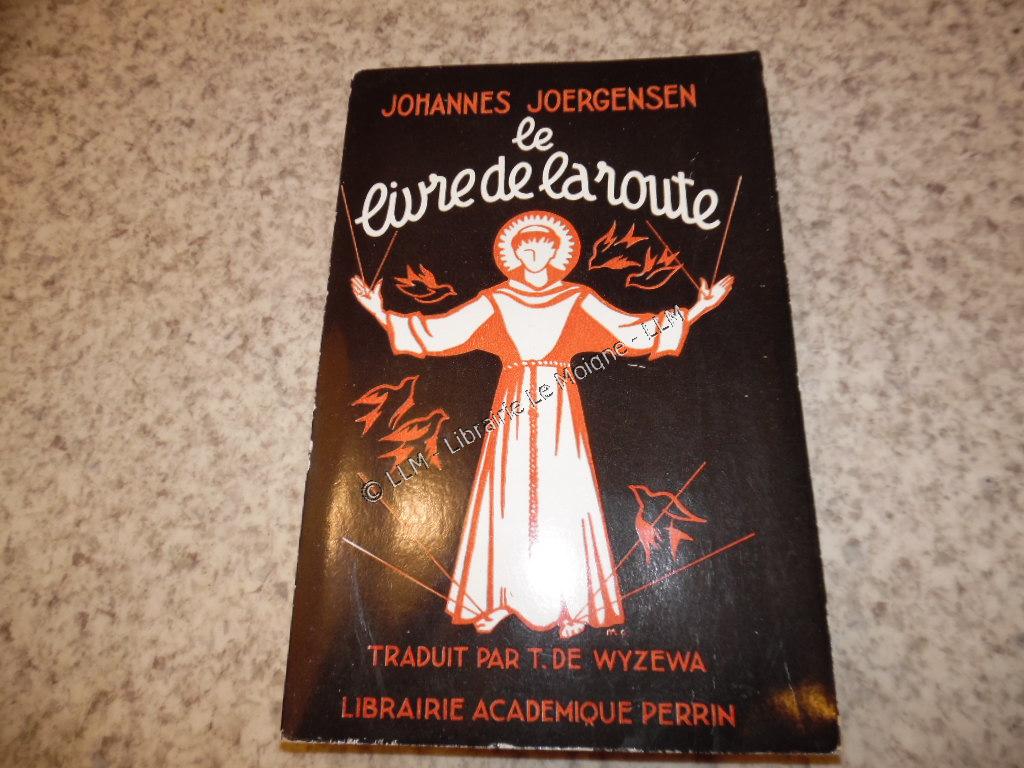 JOHANNES JOERGENSEN
le
livre de la route
© LLM - Librairie Le Moigne - LLM
M C
TRADUIT PAR T. DE WYZEWA
LIBRAIRIE ACADEMIQUE PERRIN